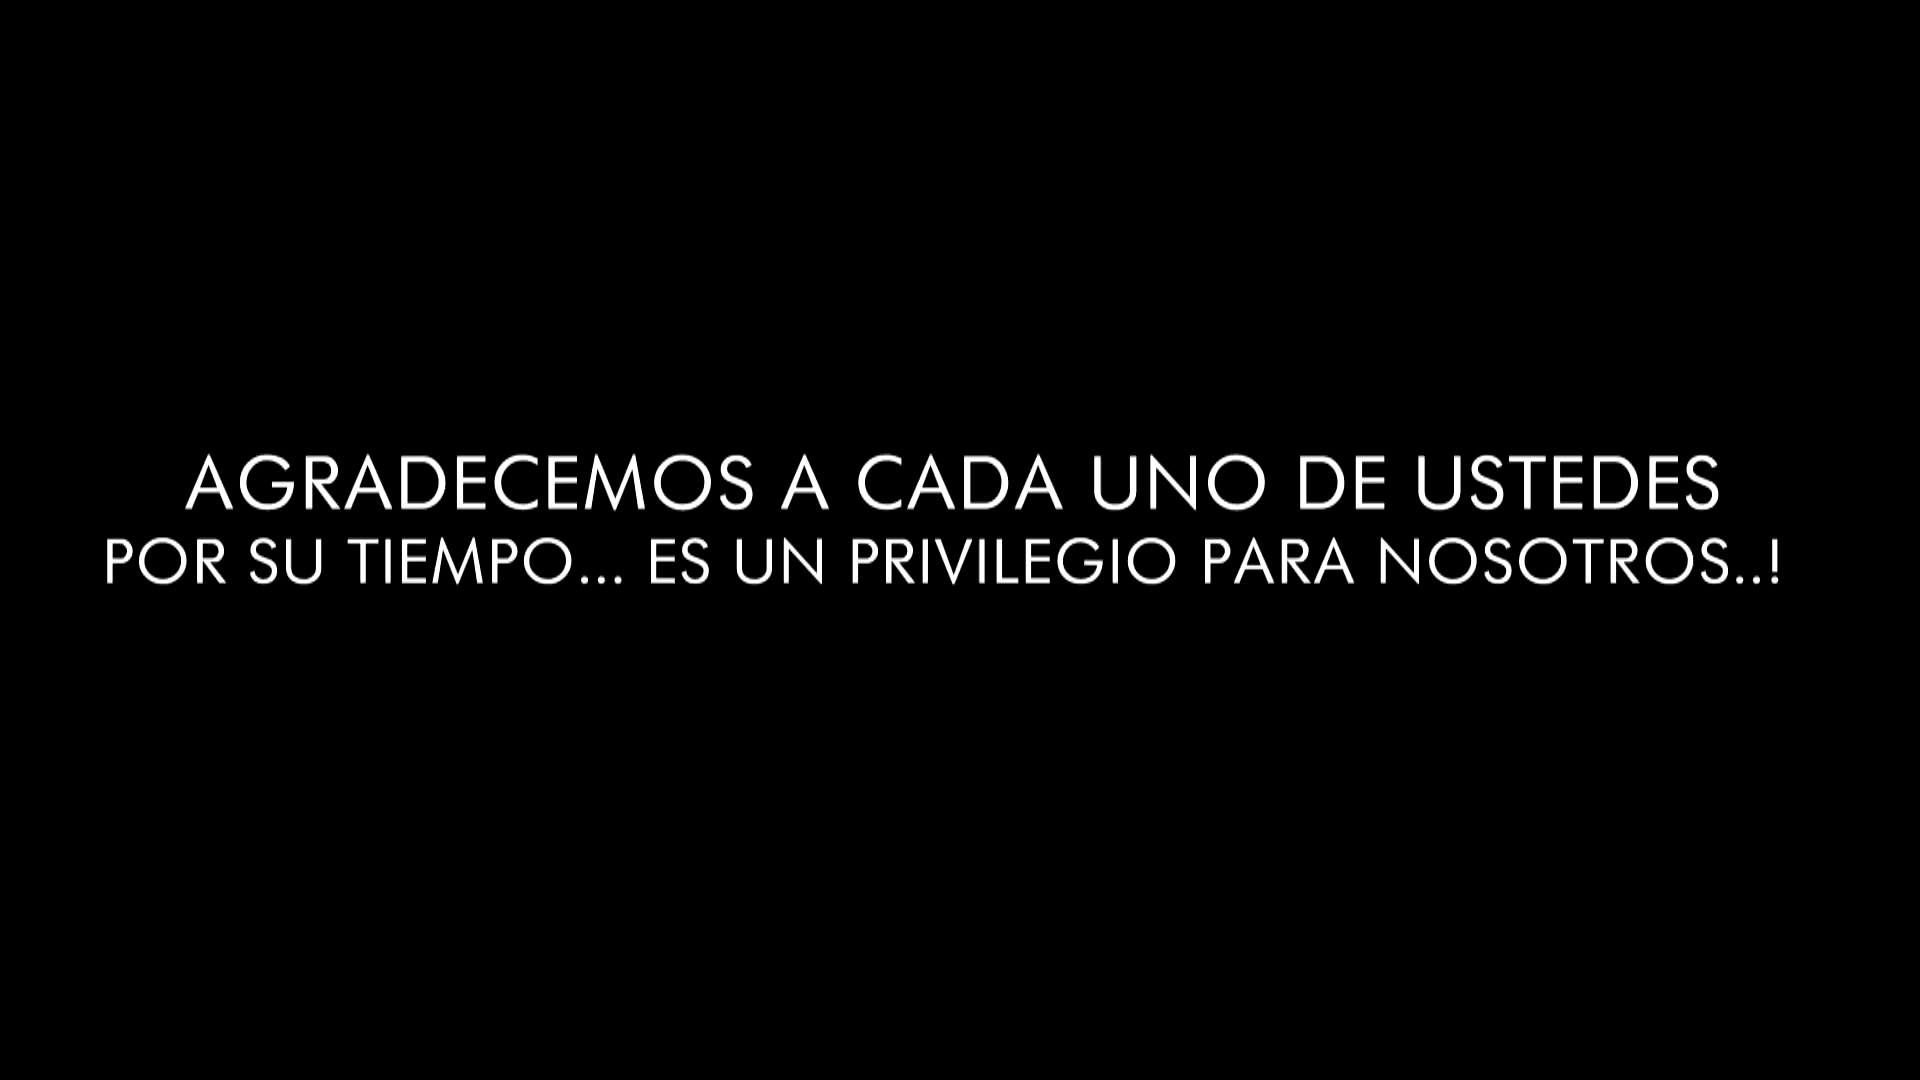 AGRADECEMOS A CADA UNO DE USTEDES
POR SU TIEMPO... ES UN PRIVILEGIO PARA NOSOTROS..!